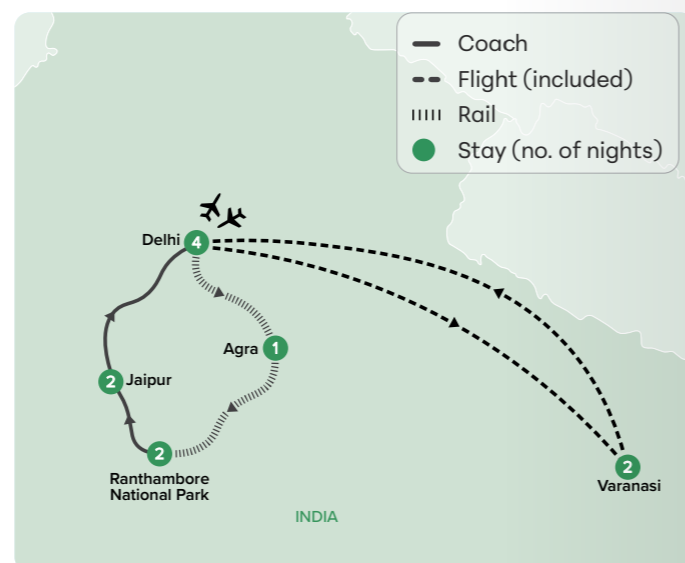 Coach
Flight (included)
Rail
Stay (no. of nights)
Delhi 4
Agra 1
2 Jaipur
2
Ranthambore
National Park
2
Varanasi
INDIA